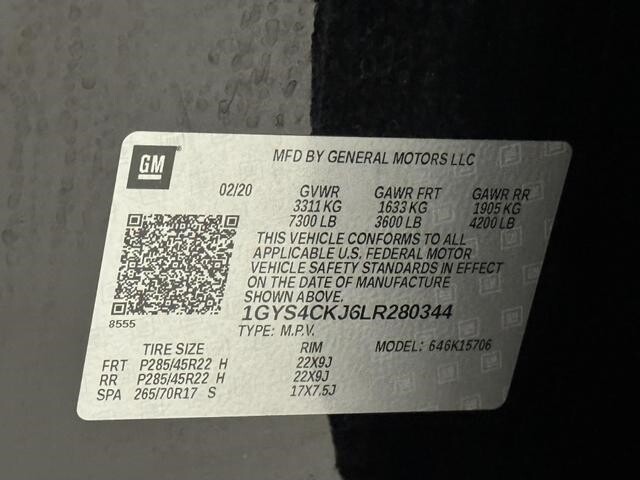 GM
MFD BY GENERAL MOTORS LLC
02/20 GVWR GAWR FRT GAWR RR
3311 KG 1633 KG 1905 KG
7300 LB 3600 LB 4200 LB
THIS VEHICLE CONFORMS TO ALL
APPLICABLE U.S. FEDERAL MOTOR
VEHICLE SAFETY STANDARDS IN EFFECT
ON THE DATE OF MANUFACTURE
SHOWN ABOVE.
8555
1GYS4CKJ6LR280344
TYPE: M.P.V.
MODEL: 646K15706
TIRE SIZE RIM
FRT P285/45R22 H 22X9J
RR P285/45R22 H 22X9J
SPA 265/70R17 S 17X7.5J